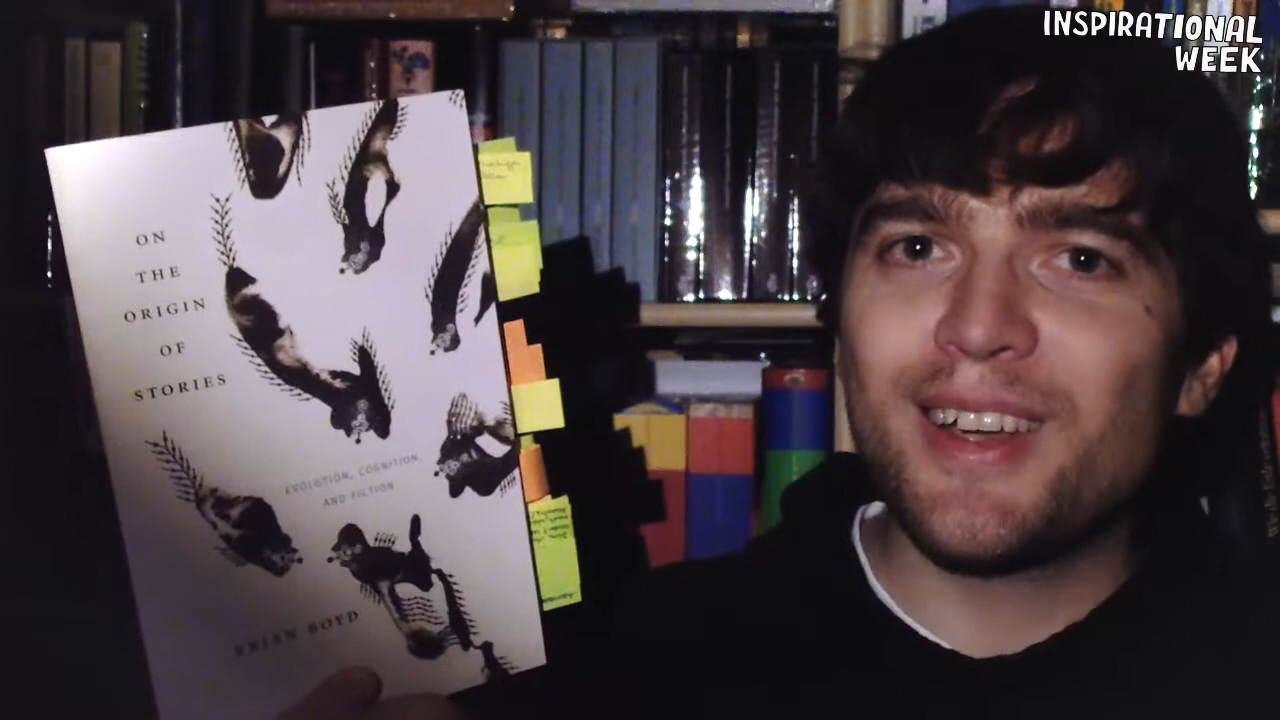 INSPIRATIONAL
WEEK
ON
THE
ORIGIN
OF
STORIES
EVOLUTION, COGNITION,
AND FICTION
BRIAN BOYD